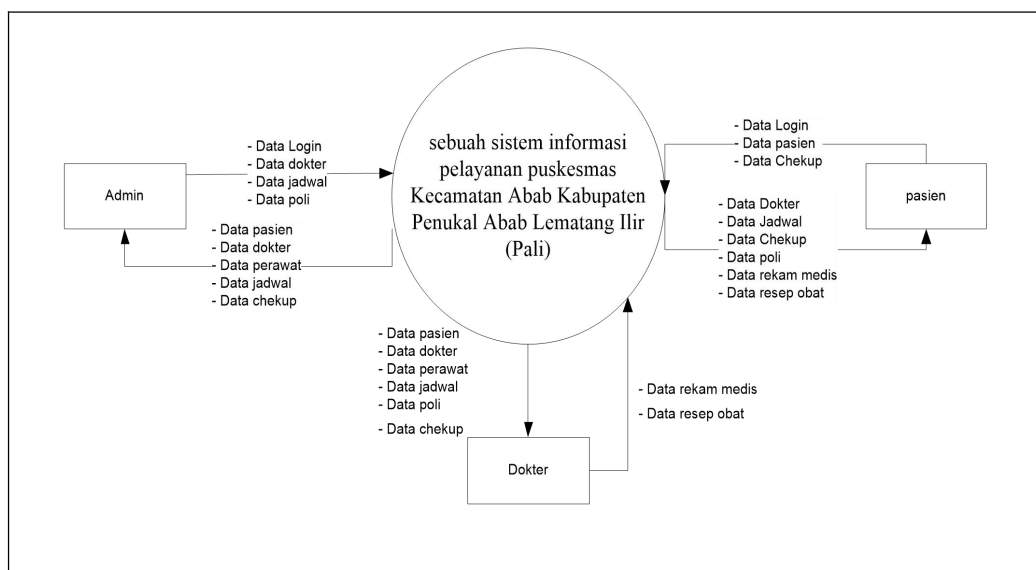 sebuah sistem informasi
pelayanan puskesmas
Kecamatan Abab Kabupaten
Penukal Abab Lematang Ilir
(Pali)
Admin
- Data Login
- Data dokter
- Data jadwal
- Data poli
- Data pasien
- Data dokter
- Data perawat
- Data jadwal
- Data chekup
- Data Login
- Data pasien
- Data Chekup
pasien
- Data Dokter
- Data Jadwal
- Data Chekup
- Data poli
- Data rekam medis
- Data resep obat
- Data pasien
- Data dokter
- Data perawat
- Data jadwal
- Data poli
- Data chekup
- Data rekam medis
- Data resep obat
Dokter